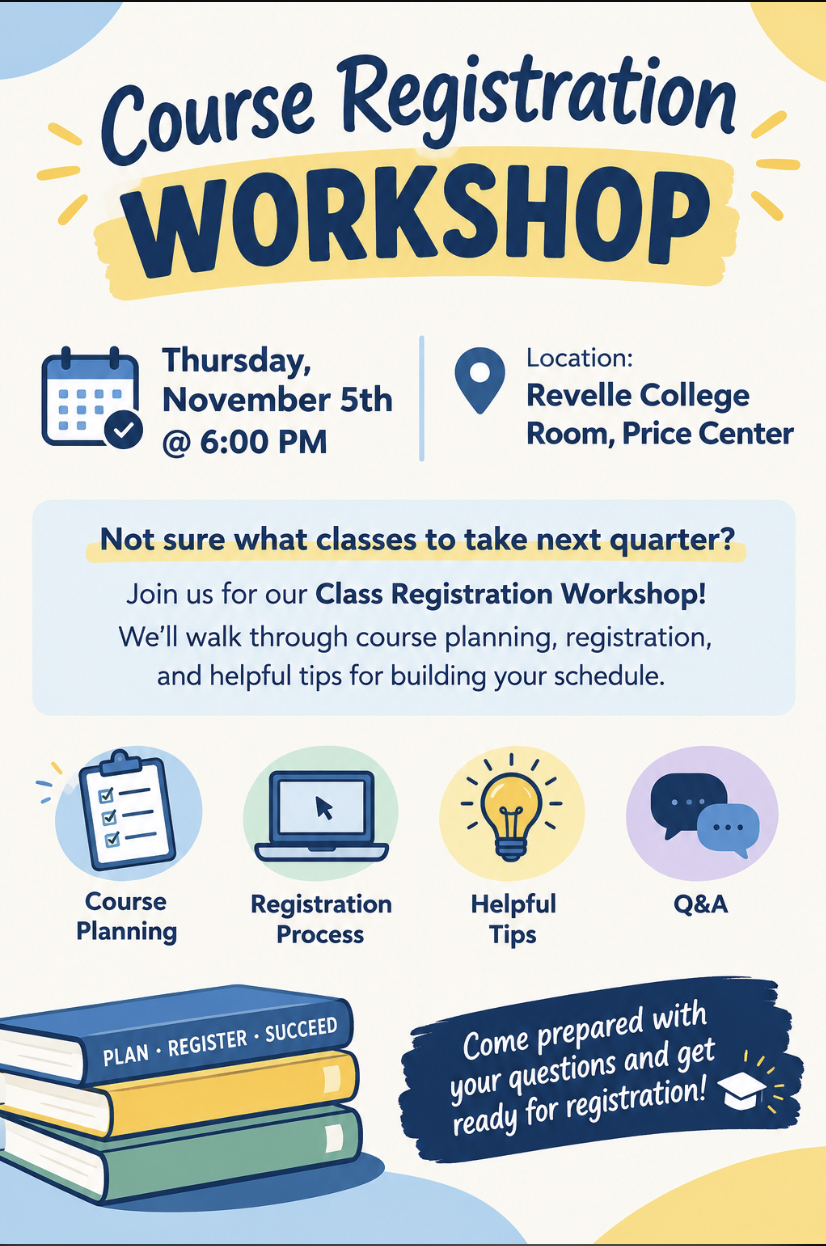 Course Registration
WORKSHOP
Thursday,
November 5th
@ 6:00 PM
Location:
Revelle College
Room, Price Center
Not sure what classes to take next quarter?
Join us for our Class Registration Workshop!
We'll walk through course planning, registration,
and helpful tips for building your schedule.
Course
Planning
Registration
Process
Helpful
Tips
Q&A
PLAN · REGISTER · SUCCEED
Come prepared with
your questions and get
ready for registration!